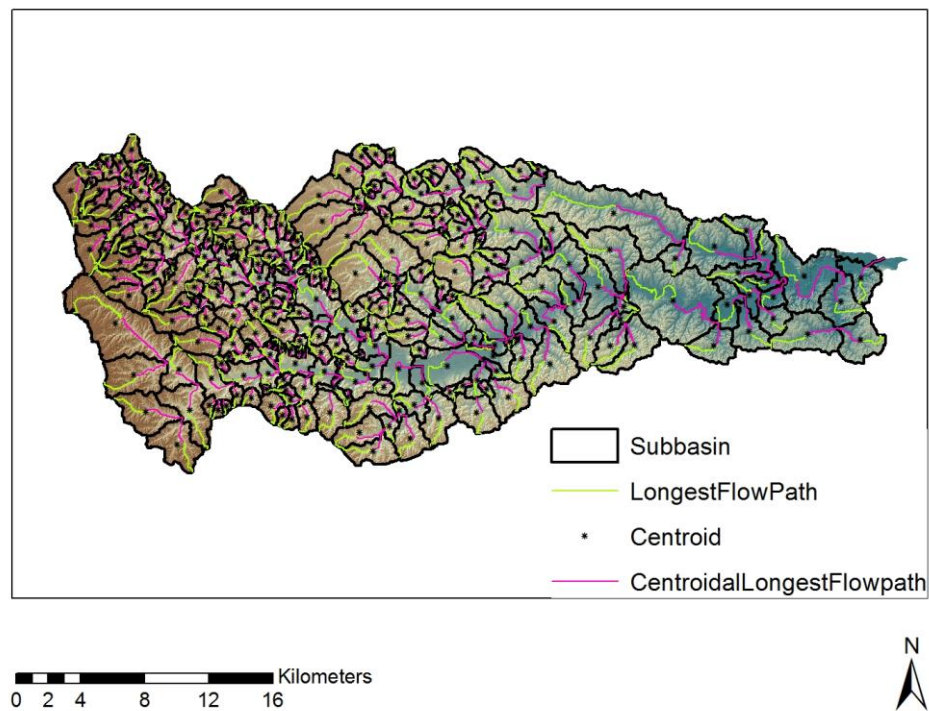 Subbasin
LongestFlowPath
Centroid
CentroidalLongestFlowpath
Kilometers
0 2 4 8 12 16
N